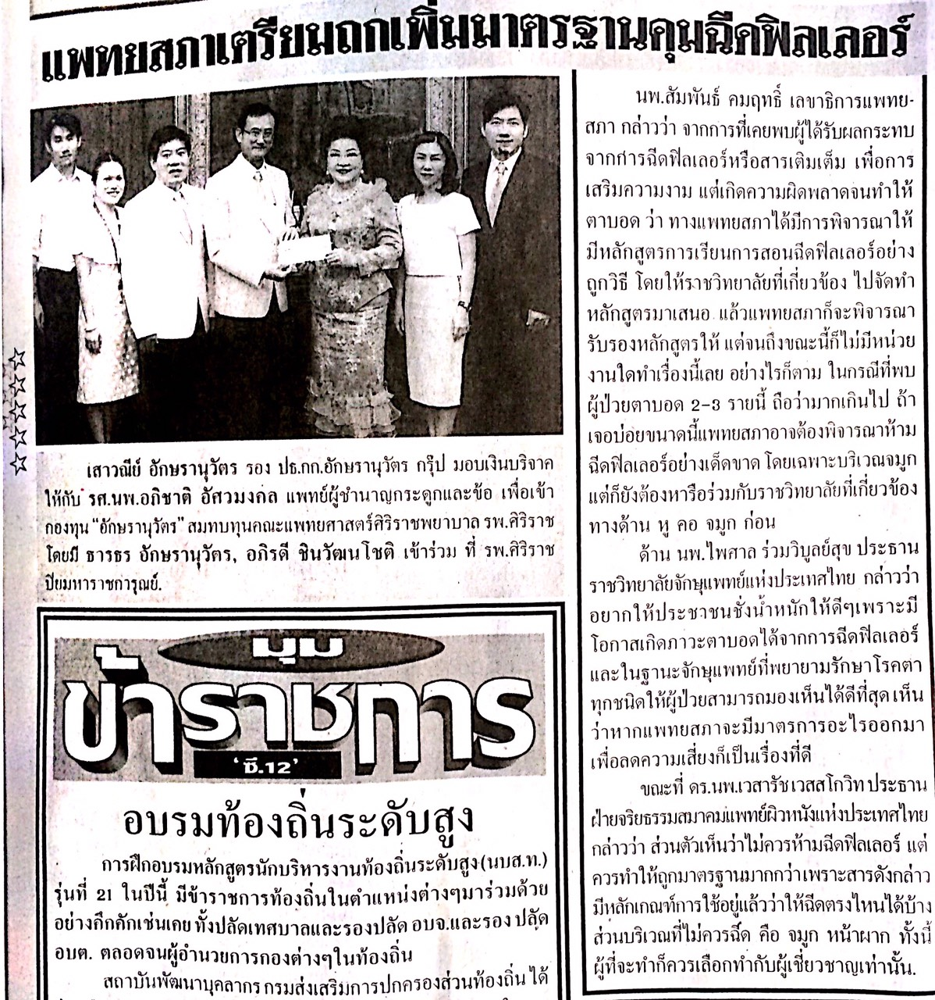 แพทยสภาเตรียมถกเพิ่มมาตรฐานคุมฉีดฟิลเลอร์
นพ.สัมพันธ์ คมฤทธิ์ เลขาธิการแพทย-
สภา กล่าวว่า จากการที่เคยพบผู้ได้รับผลกระทบ
จากการฉีดฟิลเลอร์หรือสารเติมเต็ม เพื่อการ
เสริมความงาม แต่เกิดความผิดพลาดจนทำให้
ตาบอด ว่า ทางแพทยสภาได้มีการพิจารณาให้
มีหลักสูตรการเรียนการสอนฉีดฟิลเลอร์อย่าง
ถูกวิธี โดยให้ราชวิทยาลัยที่เกี่ยวข้อง ไปจัดทำ
หลักสูตรมาเสนอ แล้วแพทยสภาก็จะพิจารณา
รับรองหลักสูตรให้ แต่จนถึงขณะนี้ก็ไม่มีหน่วย
งานใดทำเรื่องนี้เลย อย่างไรก็ตาม ในกรณีที่พบ
ผู้ป่วยตาบอด 2-3 รายนี้ ถือว่ามากเกินไป ถ้า
เจอบ่อยขนาดนี้แพทยสภาอาจต้องพิจารณาห้าม
ฉีดฟิลเลอร์อย่างเด็ดขาด โดยเฉพาะบริเวณจมูก
แต่ก็ยังต้องหารือร่วมกับราชวิทยาลัยที่เกี่ยวข้อง
ทางด้าน หู คอ จมูก ก่อน
ด้าน นพ.ไพศาล ร่วมวิบูลย์สุข ประธาน
ราชวิทยาลัยจักษุแพทย์แห่งประเทศไทย กล่าวว่า
อยากให้ประชาชนชั่งน้ำหนักให้ดีๆเพราะมี
โอกาสเกิดภาวะตาบอดได้จากการฉีดฟิลเลอร์
และในฐานะจักษุแพทย์ที่พยายามรักษาโรคตา
ทุกชนิดให้ผู้ป่วยสามารถมองเห็นได้ดีที่สุด เห็น
ว่าหากแพทยสภาจะมีมาตรการอะไรออกมา
เพื่อลดความเสี่ยงก็เป็นเรื่องที่ดี
ขณะที่ ดร.นพ.เวสารัช เวสสโกวิท ประธาน
ฝ่ายจริยธรรมสมาคมแพทย์ผิวหนังแห่งประเทศไทย
กล่าวว่า ส่วนตัวเห็นว่าไม่ควรห้ามฉีดฟิลเลอร์ แต่
ควรทำให้ถูกมาตรฐานมากกว่าเพราะสารดังกล่าว
มีหลักเกณฑ์การใช้อยู่แล้วว่าให้ฉีดตรงไหนได้บ้าง
ส่วนบริเวณที่ไม่ควรฉีด คือ จมูก หน้าผาก ทั้งนี้
ผู้ที่จะทำก็ควรเลือกทำกับผู้เชี่ยวชาญเท่านั้น.
เสาวณีย์ อักษรานุวัตร รอง ปธ.กก.อักษรานุวัตร กรุ๊ป มอบเงินบริจาค
ให้กับ รศ.นพ.อภิชาติ อัศวมงคล แพทย์ผู้ชำนาญกระดูกและข้อ เพื่อเข้า
กองทุน "อักษรานุวัตร" สมทบทุนคณะแพทยศาสตร์ศิริราชพยาบาล รพ.ศิริราช
โดยมี ธารธร อักษรานุวัตร, อภิรดี ชินวัฒนโชติ เข้าร่วม ที่ รพ.ศิริราช
ปิยมหาราชการุณย์.
มุม
ข้าราชการ
'ซี.12'
อบรมท้องถิ่นระดับสูง
การฝึกอบรมหลักสูตรนักบริหารงานท้องถิ่นระดับสูง(นบส.ท.)
รุ่นที่ 21 ในปีนี้ มีข้าราชการท้องถิ่นในตำแหน่งต่างๆมาร่วมด้วย
อย่างคึกคักเช่นเคย ทั้งปลัดเทศบาลและรองปลัด อบจ.และรองปลัด
อบต. ตลอดจนผู้อำนวยการกองต่างๆในท้องถิ่น
สถาบันพัฒนาบุคลากร กรมส่งเสริมการปกครองส่วนท้องถิ่น ได้